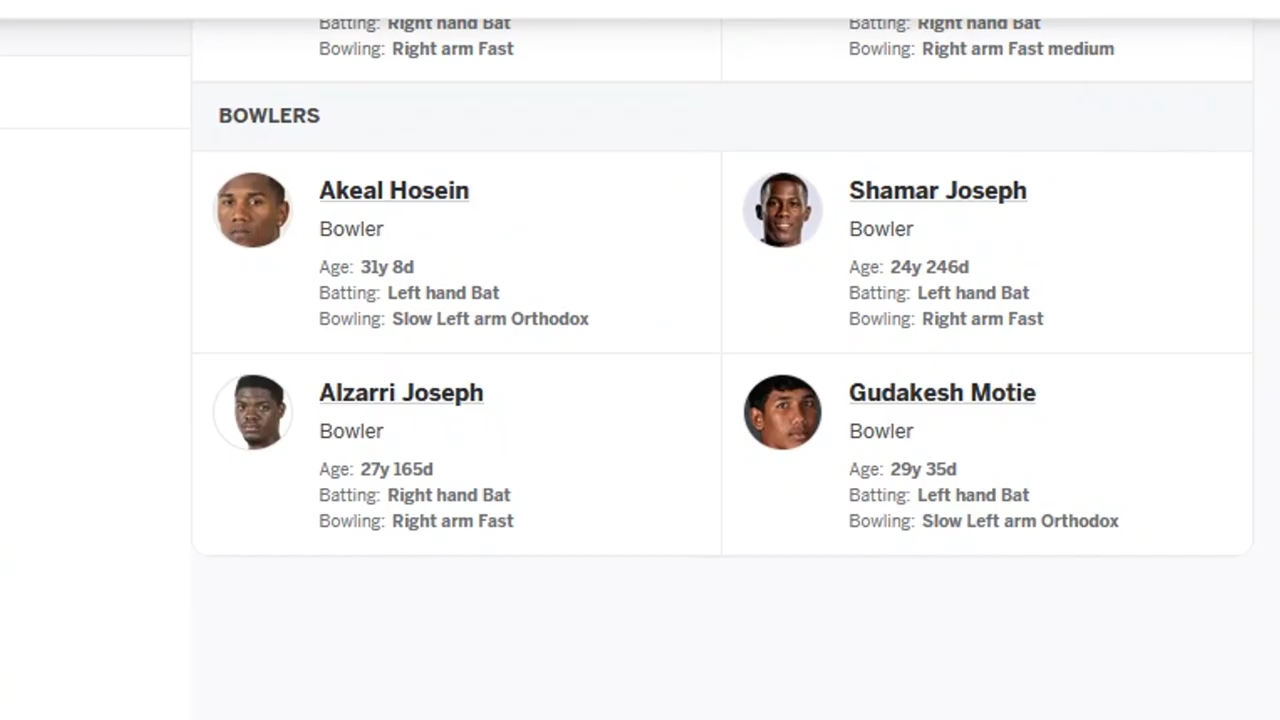 Batting: Right hand Bat
Bowling: Right arm Fast
Batting: Right hand Bat
Bowling: Right arm Fast medium
BOWLERS
Akeal Hosein
Bowler
Age: 31y 8d
Batting: Left hand Bat
Bowling: Slow Left arm Orthodox
Shamar Joseph
Bowler
Age: 24y 246d
Batting: Left hand Bat
Bowling: Right arm Fast
Alzarri Joseph
Bowler
Age: 27y 165d
Batting: Right hand Bat
Bowling: Right arm Fast
Gudakesh Motie
Bowler
Age: 29y 35d
Batting: Left hand Bat
Bowling: Slow Left arm Orthodox